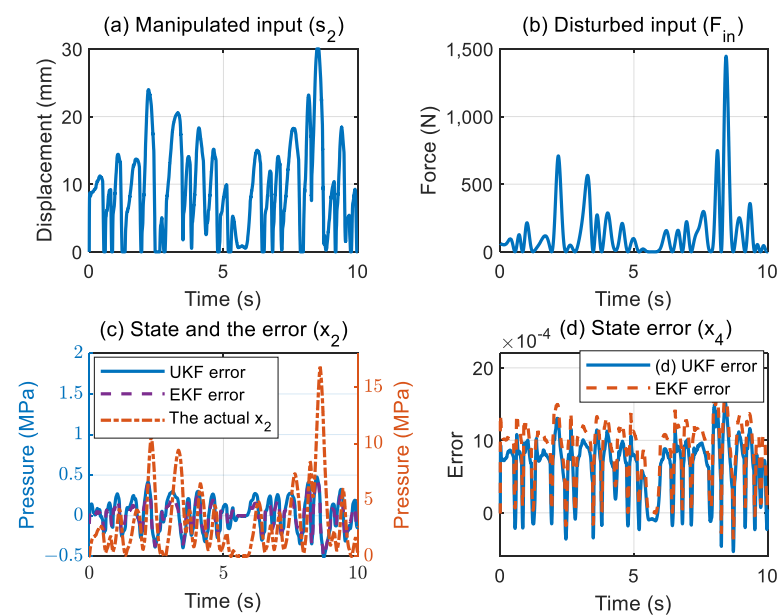 (a) Manipulated input (s2)
Displacement (mm)
30
20
10
0
0 5 10
Time (s)
(b) Disturbed input (Fin)
Force (N)
1,500
1,000
500
0
0 5 10
Time (s)
(c) State and the error (x2)
Pressure (MPa)
2
1.5
1
0.5
0
−0.5
UKF error
EKF error
The actual x2
15
10
5
0
Pressure (MPa)
0 5 10
Time (s)
×10-4
(d) State error (x4)
Error
20
10
0
(d) UKF error
EKF error
0 5 10
Time (s)